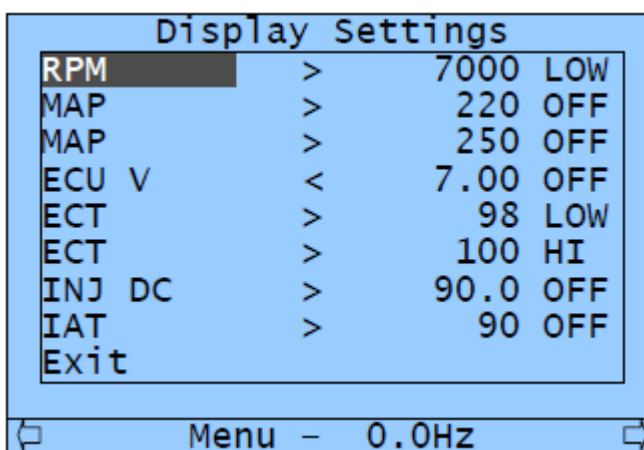 Display Settings
RPM > 7000 LOW
MAP > 220 OFF
MAP > 250 OFF
ECU V < 7.00 OFF
ECT > 98 LOW
ECT > 100 HI
INJ DC > 90.0 OFF
IAT > 90 OFF
Exit
Menu - 0.0Hz